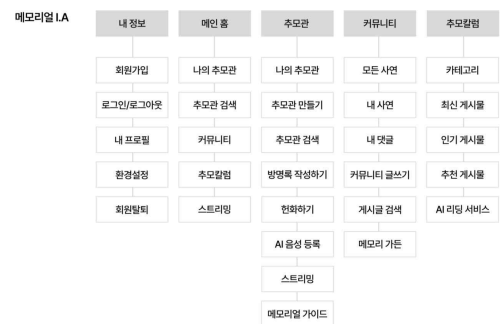 메모리얼 I.A
내 정보 메인 홈 추모관 커뮤니티 추모칼럼
회원가입 나의 추모관 나의 추모관 모든 사연 카테고리
로그인/로그아웃 추모관 검색 추모관 만들기 내 사연 최신 게시물
내 프로필 커뮤니티 추모관 검색 내 댓글 인기 게시물
환경설정 추모칼럼 방명록 작성하기 커뮤니티 글쓰기 추천 게시물
회원탈퇴 스트리밍 헌화하기 게시글 검색 AI 리딩 서비스
AI 음성 등록 메모리 가든
스트리밍
메모리얼 가이드